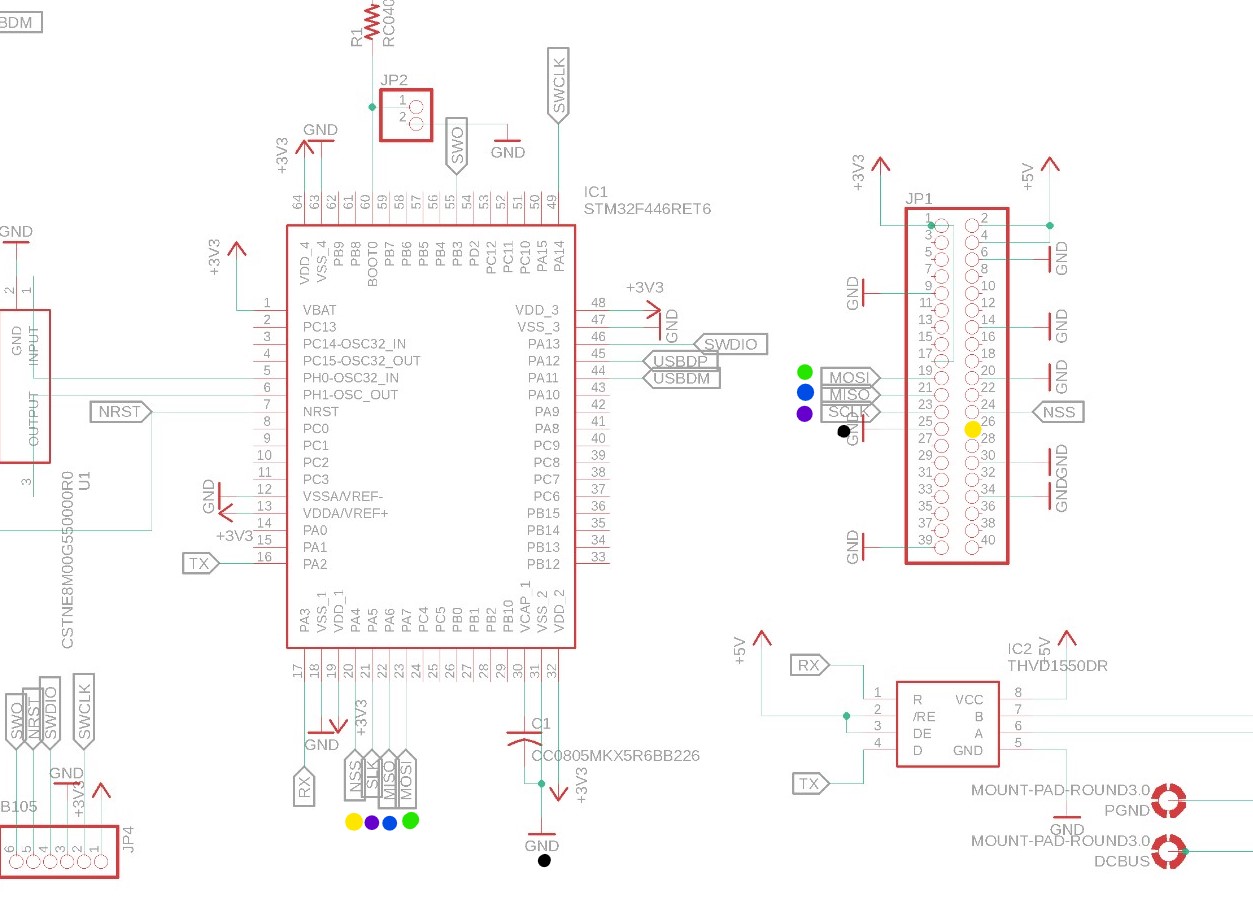 BDM
R1
RC040
JP2
1
2
GND
SWCLK
SWO
+3V3
GND
64 63 62 61 60 59 58 57 56 55 54 53 52 51 50 49
IC1
STM32F446RET6
VDD_4 VSS_4 PB9 PB8 BOOT0 PB7 PB6 PB5 PB4 PB3 PD2 PC12 PC11 PC10 PA15 PA14
+3V3
1 VBAT
2 PC13
3 PC14-OSC32_IN
4 PC15-OSC32_OUT
5 PH0-OSC32_IN
6 PH1-OSC_OUT
7 NRST
8 PC0
9 PC1
10 PC2
11 PC3
12 VSSA/VREF-
13 VDDA/VREF+
14 PA0
15 PA1
16 PA2
VDD_3 48
VSS_3 47
PA13 46
PA12 45
PA11 44
PA10 43
PA9 42
PA8 41
PC9 40
PC8 39
PC7 38
PC6 37
PB15 36
PB14 35
PB13 34
PB12 33
+3V3
GND
SWDIO
USBDP
USBDM
NRST
GND
+3V3
TX
PA3 VSS_1 VDD_1 PA4 PA5 PA6 PA7 PC4 PC5 PB0 PB1 PB2 PB10 VCAP_1 VSS_2 VDD_2
17 18 19 20 21 22 23 24 25 26 27 28 29 30 31 32
GND
+3V3
RX
NSS
SLK
MISO
MOSI
C1
CC0805MKX5R6BB226
+3V3
GND
GND
2 1
GND INPUT
OUTPUT
3
U1
CSTNE8M00G550000R0
SWO
NRST
SWDIO
SWCLK
GND
+3V3
B105
6 5 4 3 2 1
JP4
+3V3
+5V
JP1
1 2
3 4
5 6
7 8
9 10
11 12
13 14
15 16
17 18
19 20
21 22
23 24
25 26
27 28
29 30
31 32
33 34
35 36
37 38
39 40
GND
GND
GND
GND
MOSI
MISO
SCLK
GND
NSS
GND
GND
GND
+5V
RX
TX
IC2
THVD1550DR
5V
1 R
2 /RE
3 DE
4 D
VCC 8
B 7
A 6
GND 5
GND
MOUNT-PAD-ROUND3.0
PGND
MOUNT-PAD-ROUND3.0
DCBUS